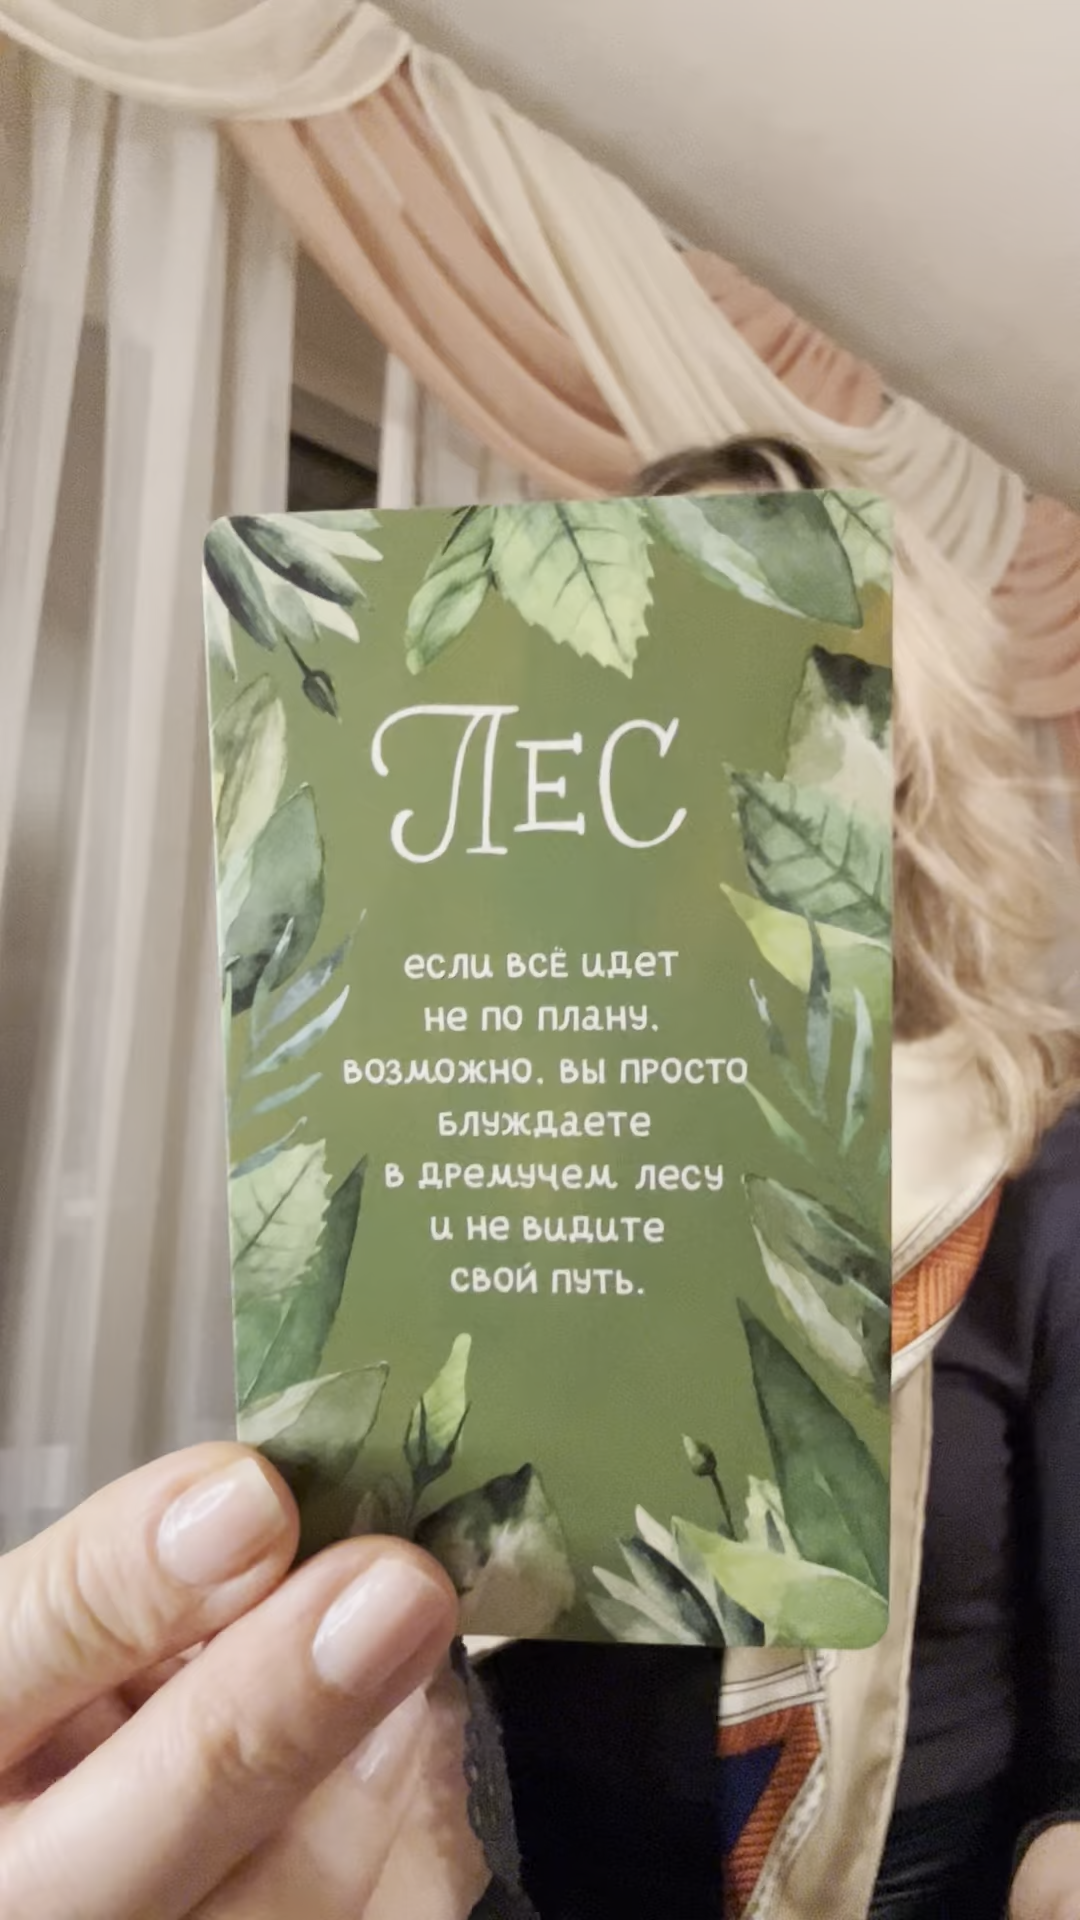 ЛЕС
если всё идет
не по плану,
возможно, вы просто
блуждаете
в дремучем лесу
и не видите
свой путь.